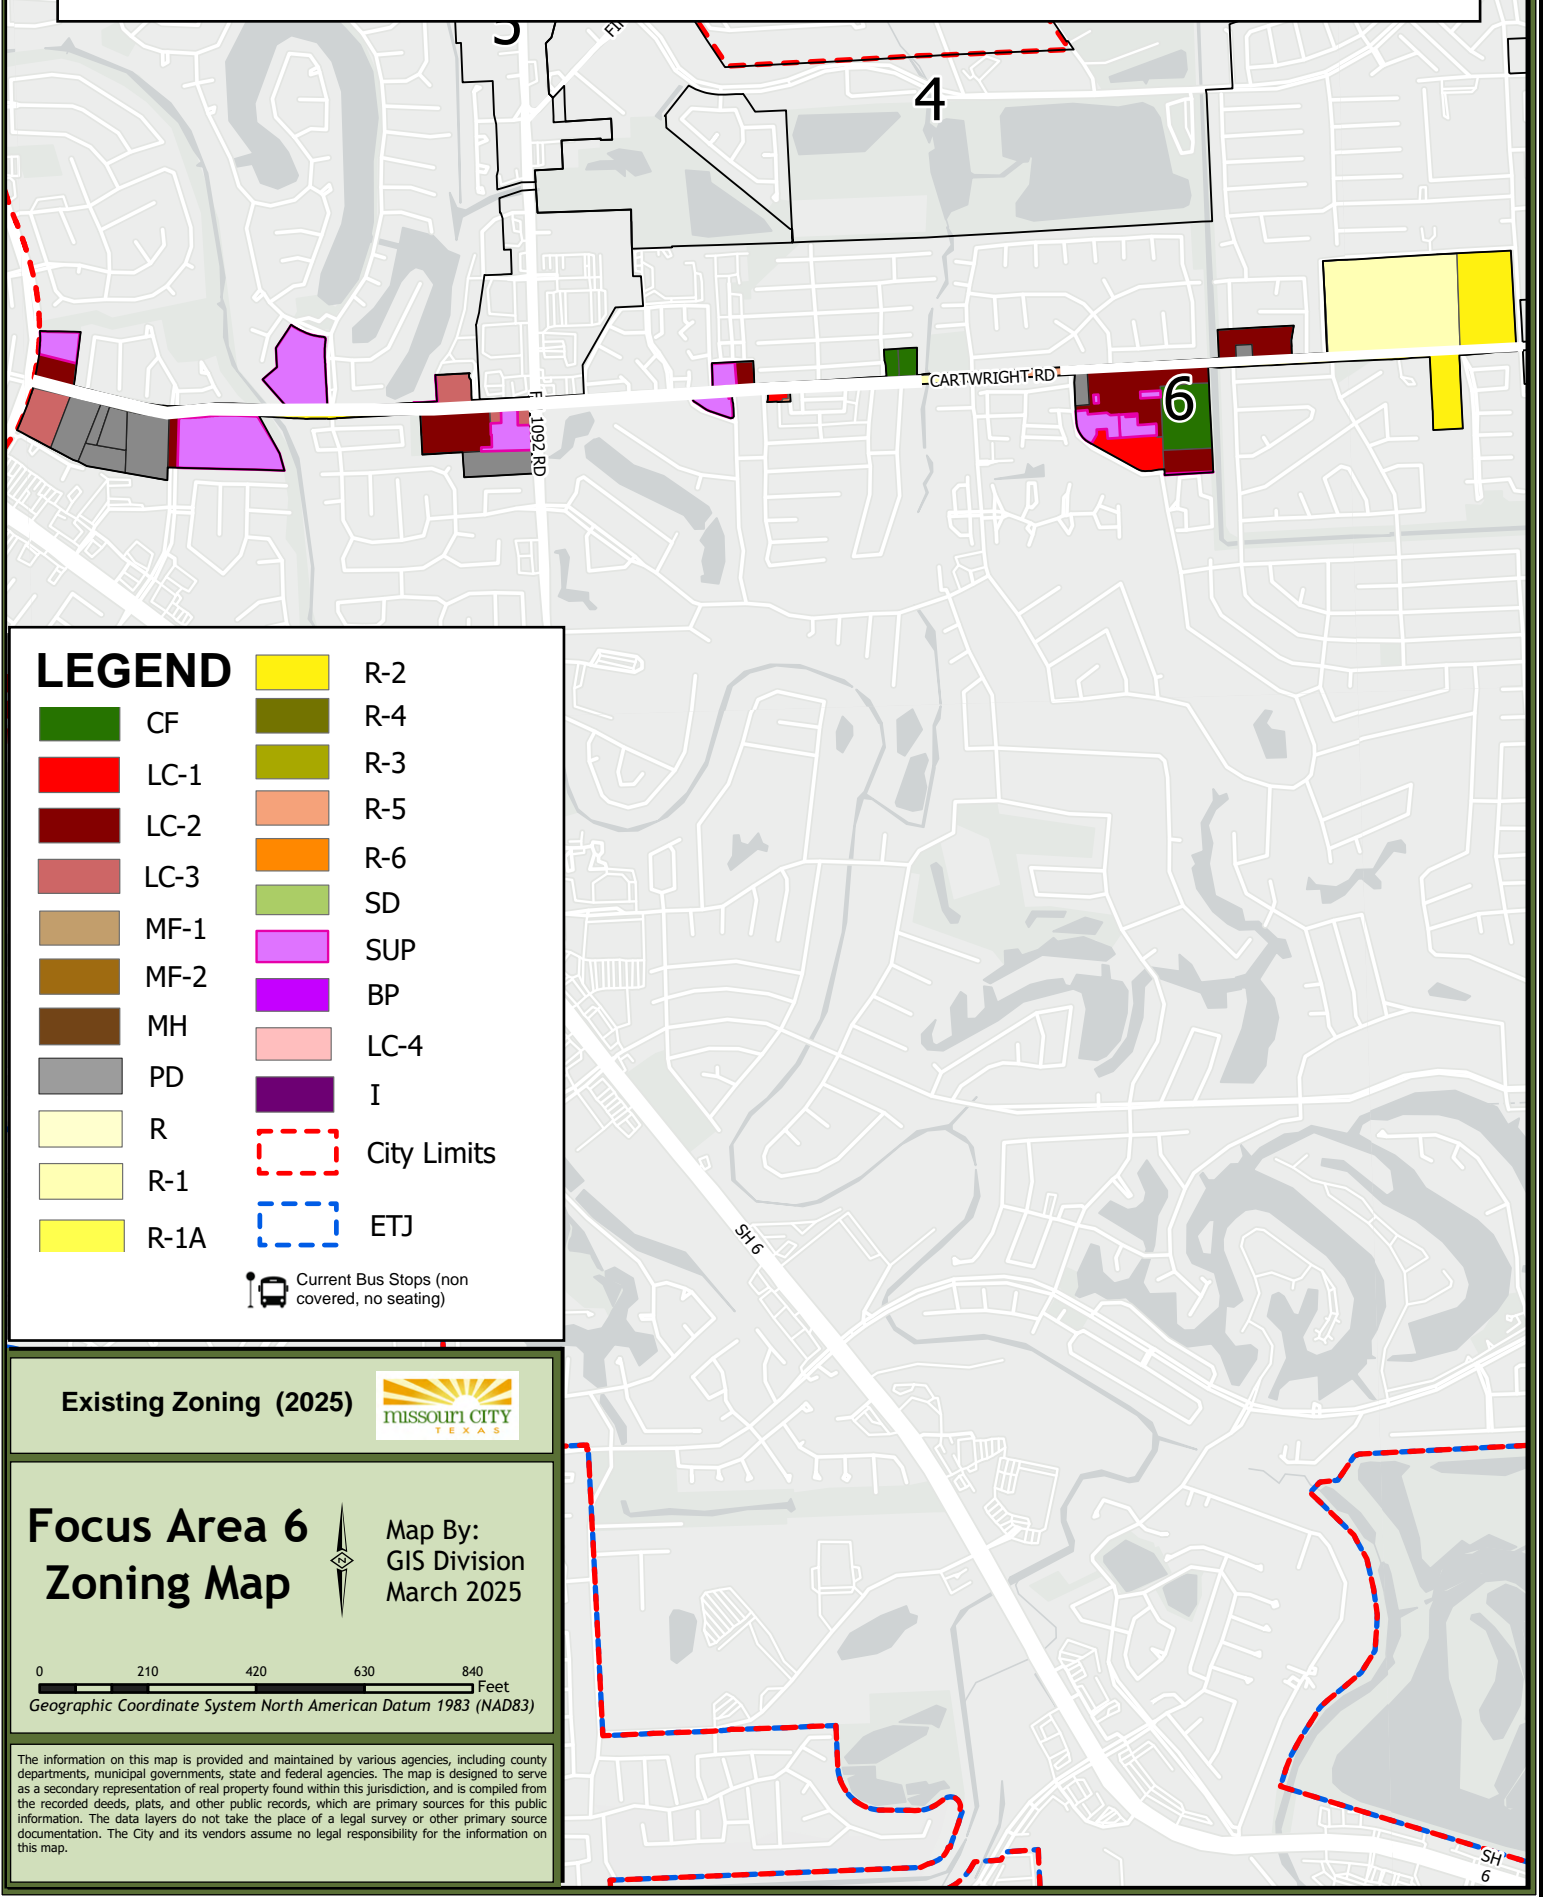 4
CARTWRIGHT RD
6
1092 RD
LEGEND
CF
LC-1
LC-2
LC-3
MF-1
MF-2
MH
PD
R
R-1
R-1A
R-2
R-4
R-3
R-5
R-6
SD
SUP
BP
LC-4
I
City Limits
ETJ
Current Bus Stops (non
covered, no seating)
SH 6
Existing Zoning (2025)
missouri CITY
TEXAS
Focus Area 6
Zoning Map
N
Map By:
GIS Division
March 2025
0 210 420 630 840
Feet
Geographic Coordinate System North American Datum 1983 (NAD83)
The information on this map is provided and maintained by various agencies, including county
departments, municipal governments, state and federal agencies. The map is designed to serve
as a secondary representation of real property found within this jurisdiction, and is compiled from
the recorded deeds, plats, and other public records, which are primary sources for this public
information. The data layers do not take the place of a legal survey or other primary source
documentation. The City and its vendors assume no legal responsibility for the information on
this map.
SH
6